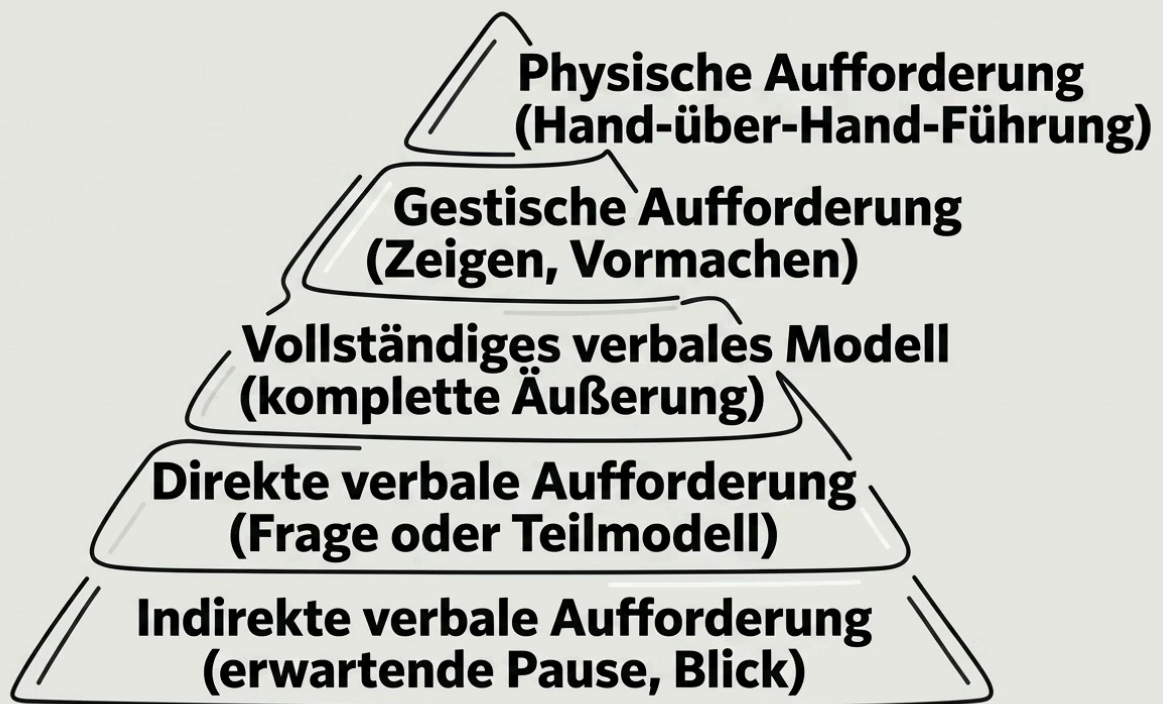 Physische Aufforderung
(Hand-über-Hand-Führung)
Gestische Aufforderung
(Zeigen, Vormachen)
Vollständiges verbales Modell
(komplette Äußerung)
Direkte verbale Aufforderung
(Frage oder Teilmodell)
Indirekte verbale Aufforderung
(erwartende Pause, Blick)